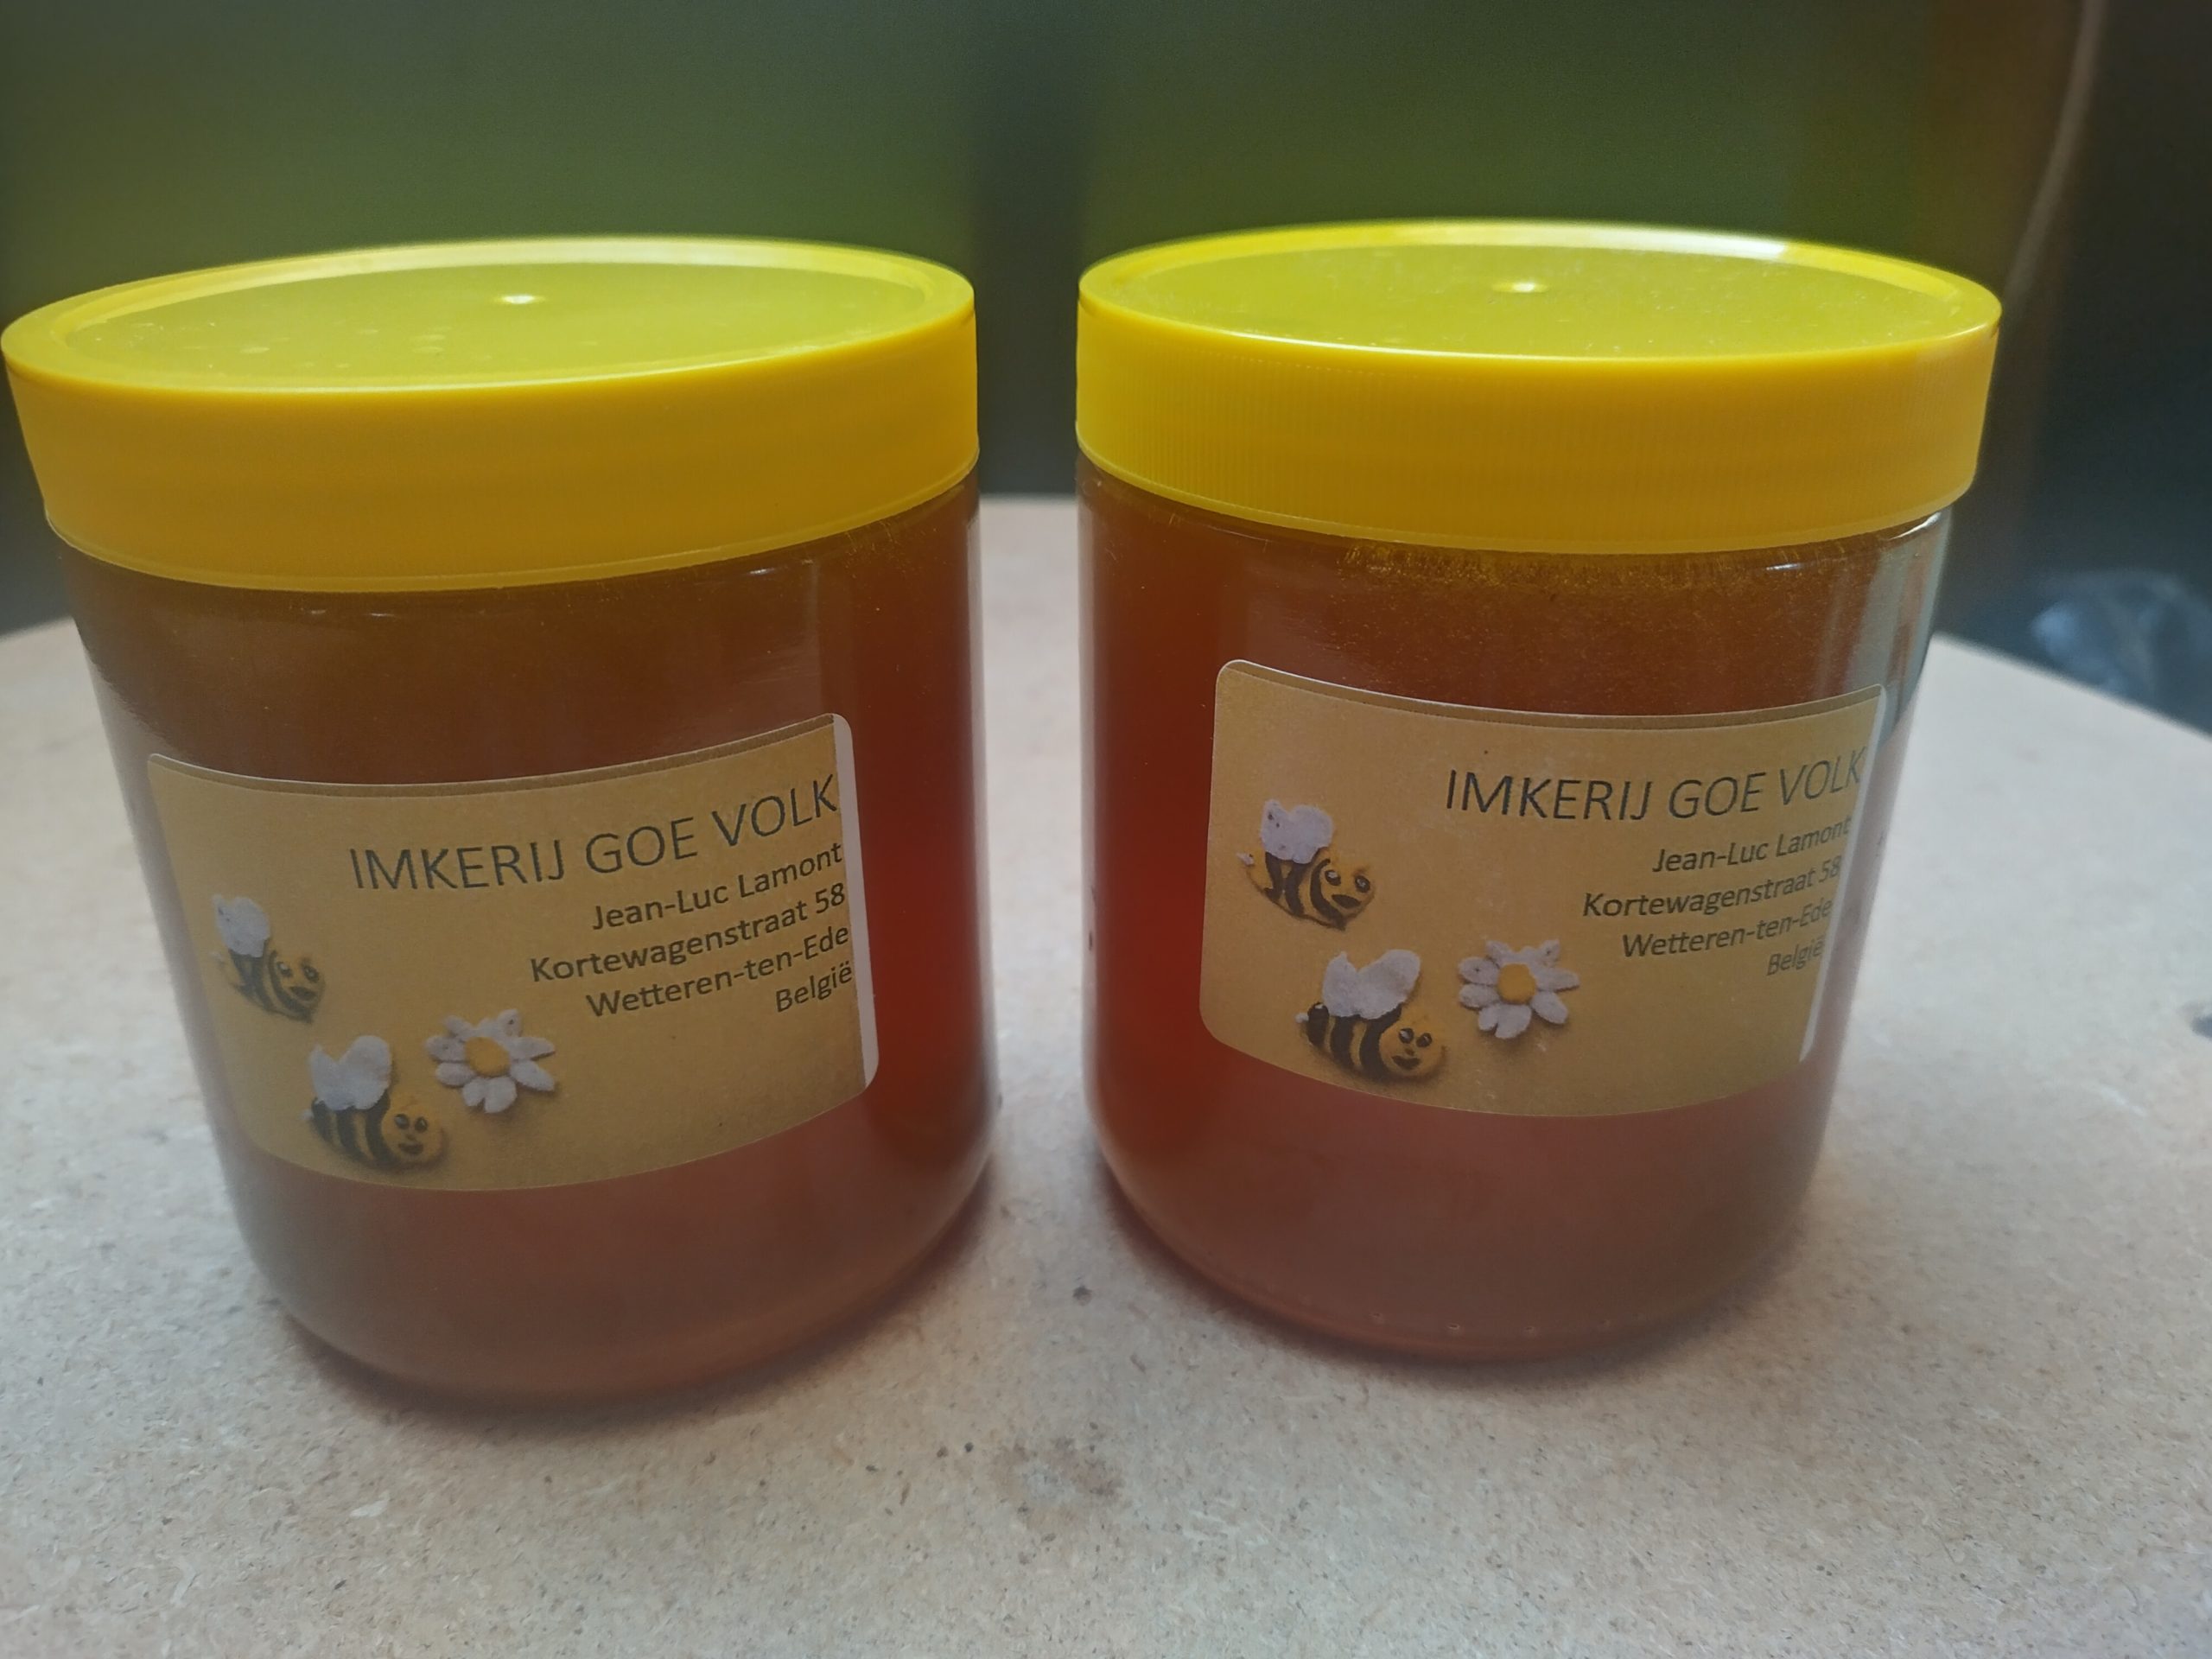 IMKERIJ GOE VOLK
Jean-Luc Lamont
Kortewagenstraat 58
Wetteren-ten-Ede
België
IMKERIJ GOE VOLK
Jean-Luc Lamont
Kortewagenstraat 58
Wetteren-ten-Ede
België